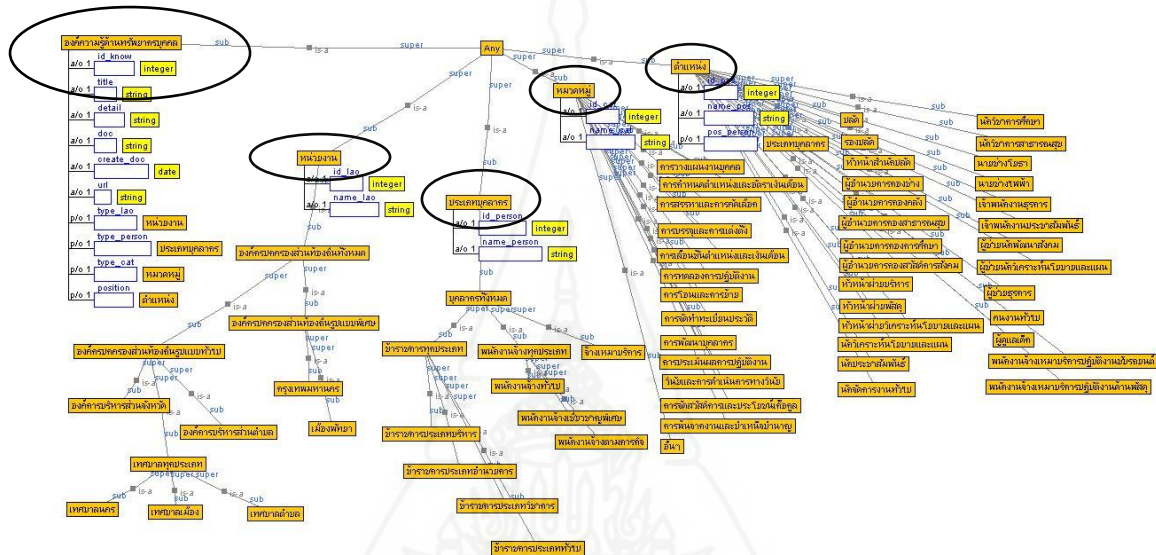 องค์ความรู้ด้านทรัพยากรบุคคล
sub
is-a
super
Any
super
is-a
sub
ตำแหน่ง
a/o 1 id_know integer
a/o 1 title string
a/o 1 detail string
a/o 1 doc string
a/o 1 create_doc date
a/o 1 url string
p/o 1 type_lao หน่วยงาน
p/o 1 type_person ประเภทบุคลากร
p/o 1 type_cat หมวดหมู่
p/o 1 position ตำแหน่ง
หน่วยงาน
a/o 1 id_lao integer
a/o 1 name_lao string
องค์กรปกครองส่วนท้องถิ่นทั้งหมด
องค์กรปกครองส่วนท้องถิ่นรูปแบบพิเศษ
องค์กรปกครองส่วนท้องถิ่นรูปแบบทั่วไป
กรุงเทพมหานคร
เมืองพัทยา
องค์การบริหารส่วนจังหวัด
องค์การบริหารส่วนตำบล
เทศบาลทุกประเภท
super super super
เทศบาลนคร
เทศบาลเมือง
เทศบาลตำบล
ประเภทบุคลากร
a/o 1 id_person integer
a/o 1 name_person string
บุคลากรทั้งหมด
ข้าราชการทุกประเภท
พนักงานจ้างทุกประเภท
จ้างเหมาบริการ
พนักงานจ้างทั่วไป
พนักงานจ้างเชี่ยวชาญพิเศษ
พนักงานจ้างตามภารกิจ
ข้าราชการประเภทบริหาร
ข้าราชการประเภทอำนวยการ
ข้าราชการประเภทวิชาการ
ข้าราชการประเภททั่วไป
หมวดหมู่
a/o 1 id_cat integer
a/o 1 name_cat string
การวางแผนงานบุคคล
การกำหนดตำแหน่งและอัตราเงินเดือน
การสรรหาและการคัดเลือก
การบรรจุและการแต่งตั้ง
การเลื่อนขั้นตำแหน่งและเงินเดือน
การทดลองการปฏิบัติงาน
การโอนและการย้าย
การจัดทำทะเบียนประวัติ
การพัฒนาบุคลากร
การประเมินผลการปฏิบัติงาน
วินัยและการดำเนินการทางวินัย
การจัดสวัสดิการและประโยชน์เกื้อกูล
การพ้นจากงานและบำเหน็จบำนาญ
อื่นๆ
a/o 1 integer
a/o 1 name_pos string
p/o 1 pos_person ประเภทบุคลากร
ปลัด
รองปลัด
หัวหน้าสำนักปลัด
ผู้อำนวยการกองช่าง
ผู้อำนวยการกองคลัง
ผู้อำนวยการกองสาธารณสุข
ผู้อำนวยการกองการศึกษา
ผู้อำนวยการกองสวัสดิการสังคม
หัวหน้าฝ่ายบริหาร
หัวหน้าฝ่ายพัสดุ
หัวหน้าฝ่ายวิเคราะห์นโยบายและแผน
นักวิเคราะห์นโยบายและแผน
นักประชาสัมพันธ์
นักจัดการงานทั่วไป
นักวิชาการศึกษา
นักวิชาการสาธารณสุข
นายช่างโยธา
นายช่างไฟฟ้า
เจ้าพนักงานธุรการ
เจ้าพนักงานประชาสัมพันธ์
ผู้ช่วยนักพัฒนาสังคม
ผู้ช่วยนักวิเคราะห์นโยบายและแผน
ผู้ช่วยธุรการ
คนงานทั่วไป
ผู้ดูแลเด็ก
พนักงานจ้างเหมาบริการปฏิบัติงานขับรถยนต์
พนักงานจ้างเหมาบริการปฏิบัติงานด้านพัสดุ